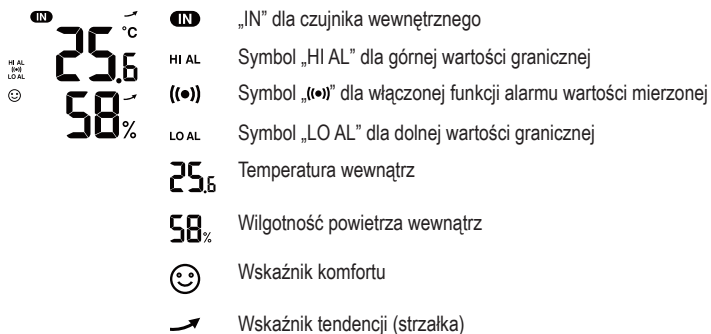 IN
25.6 °C
HI AL
((•))
LO AL
58%
IN „IN” dla czujnika wewnętrznego
HI AL Symbol „HI AL” dla górnej wartości granicznej
((•)) Symbol „((•))” dla włączonej funkcji alarmu wartości mierzonej
LO AL Symbol „LO AL” dla dolnej wartości granicznej
25.6 Temperatura wewnątrz
58% Wilgotność powietrza wewnątrz
Wskaźnik komfortu
Wskaźnik tendencji (strzałka)